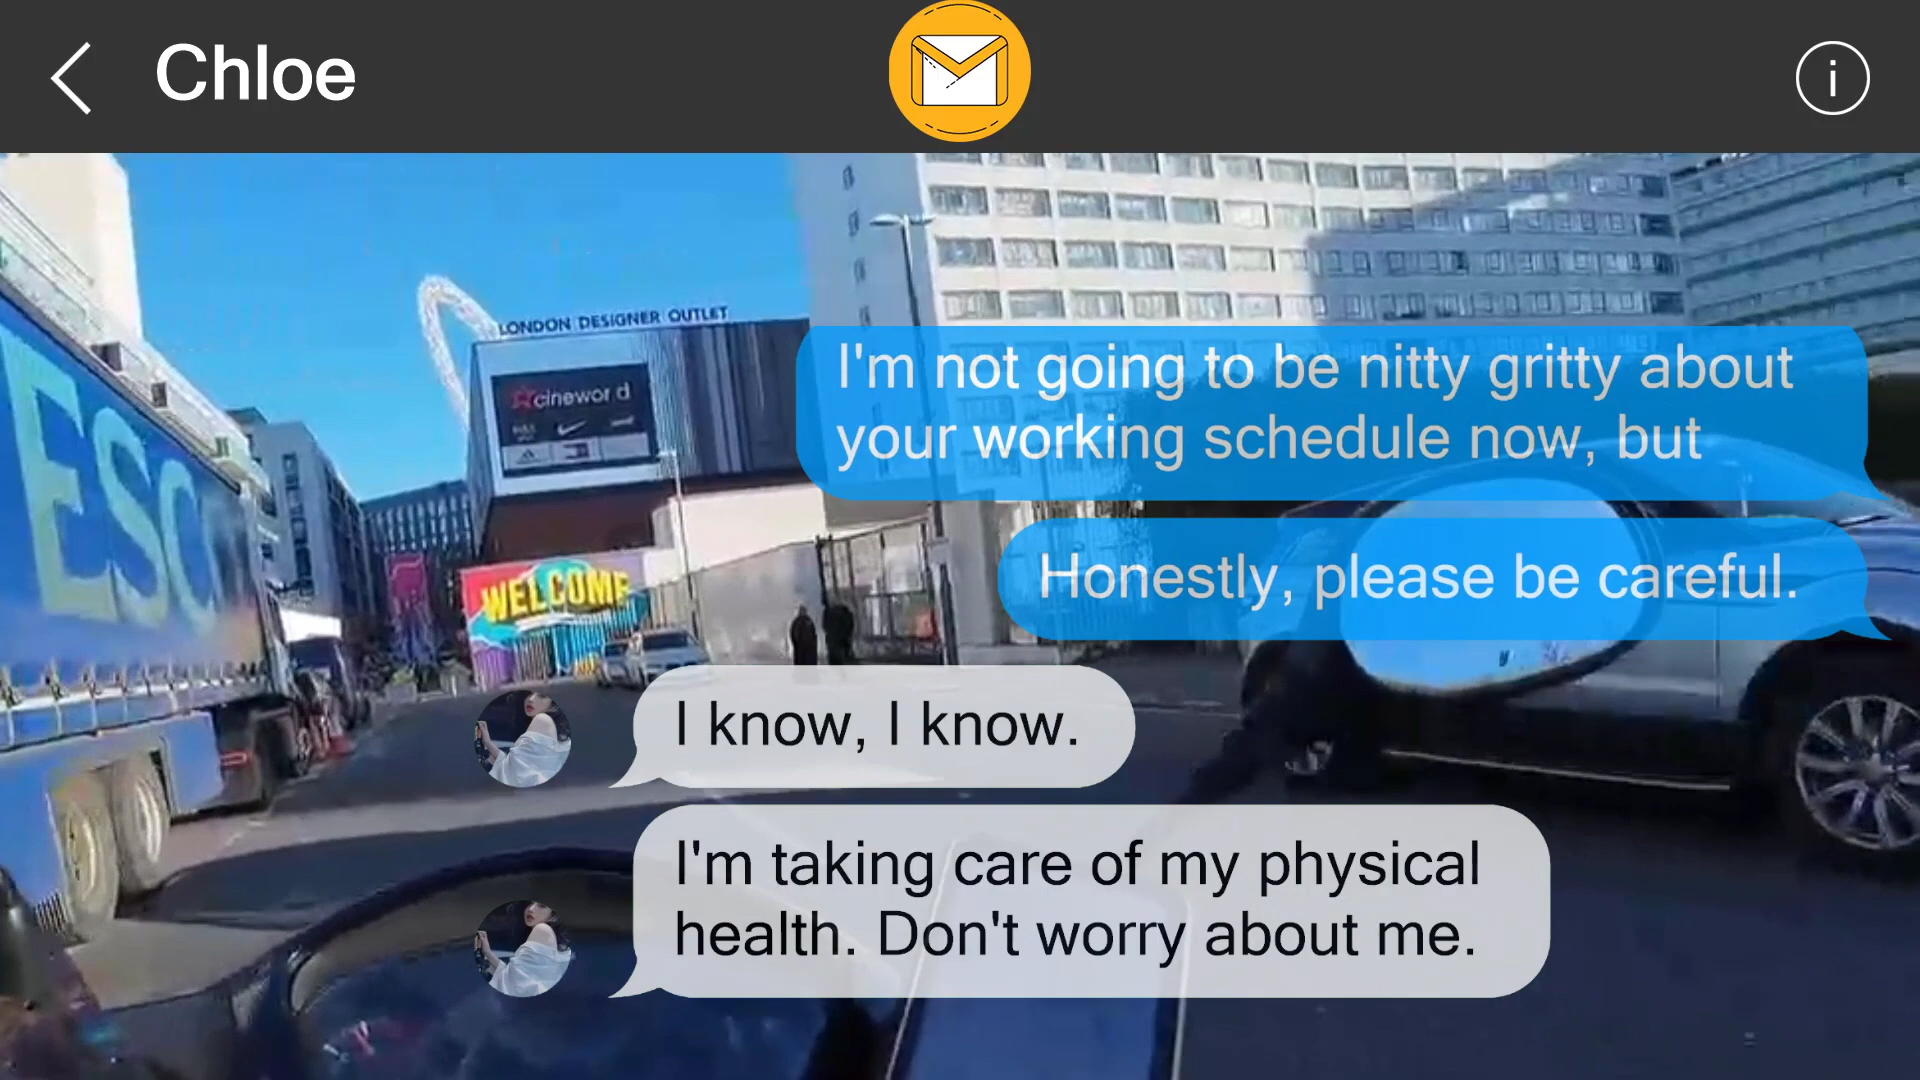 Chloe
LONDON DESIGNER OUTLET
cineworld
ESC
WELCOME
I'm not going to be nitty gritty about
your working schedule now, but
Honestly, please be careful.
I know, I know.
I'm taking care of my physical
health. Don't worry about me.